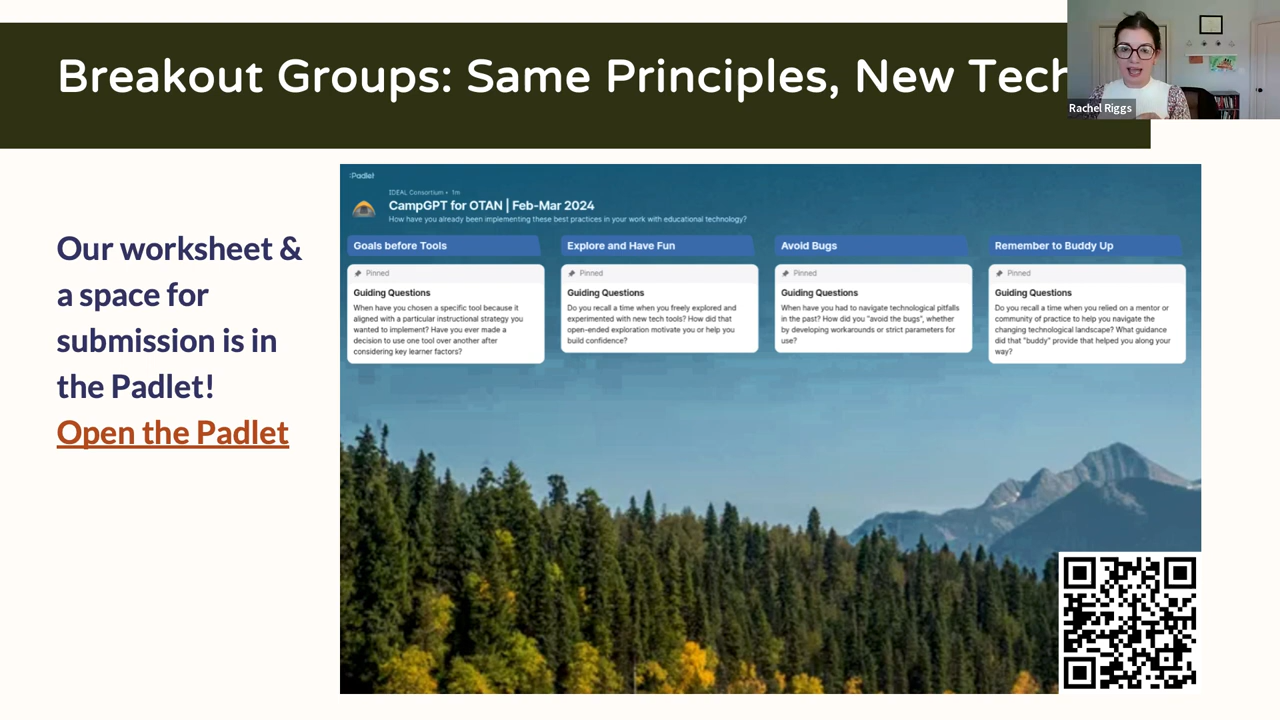 Breakout Groups: Same Principles, New Tech
Rachel Riggs
Our worksheet &
a space for
submission is in
the Padlet!
Open the Padlet
:Padlet
IDEAL Consortium • 1m
CampGPT for OTAN | Feb-Mar 2024
How have you already been implementing these best practices in your work with educational technology?
Goals before Tools
Pinned
Guiding Questions
When have you chosen a specific tool because it
aligned with a particular instructional strategy you
wanted to implement? Have you ever made a
decision to use one tool over another after
considering key learner factors?
Explore and Have Fun
Pinned
Guiding Questions
Do you recall a time when you freely explored and
experimented with new tech tools? How did that
open-ended exploration motivate you or help you
build confidence?
Avoid Bugs
Pinned
Guiding Questions
When have you had to navigate technological pitfalls
in the past? How did you "avoid the bugs", whether
by developing workarounds or strict parameters for
use?
Remember to Buddy Up
Pinned
Guiding Questions
Do you recall a time when you relied on a mentor or
community of practice to help you navigate the
changing technological landscape? What guidance
did that "buddy" provide that helped you along your
way?